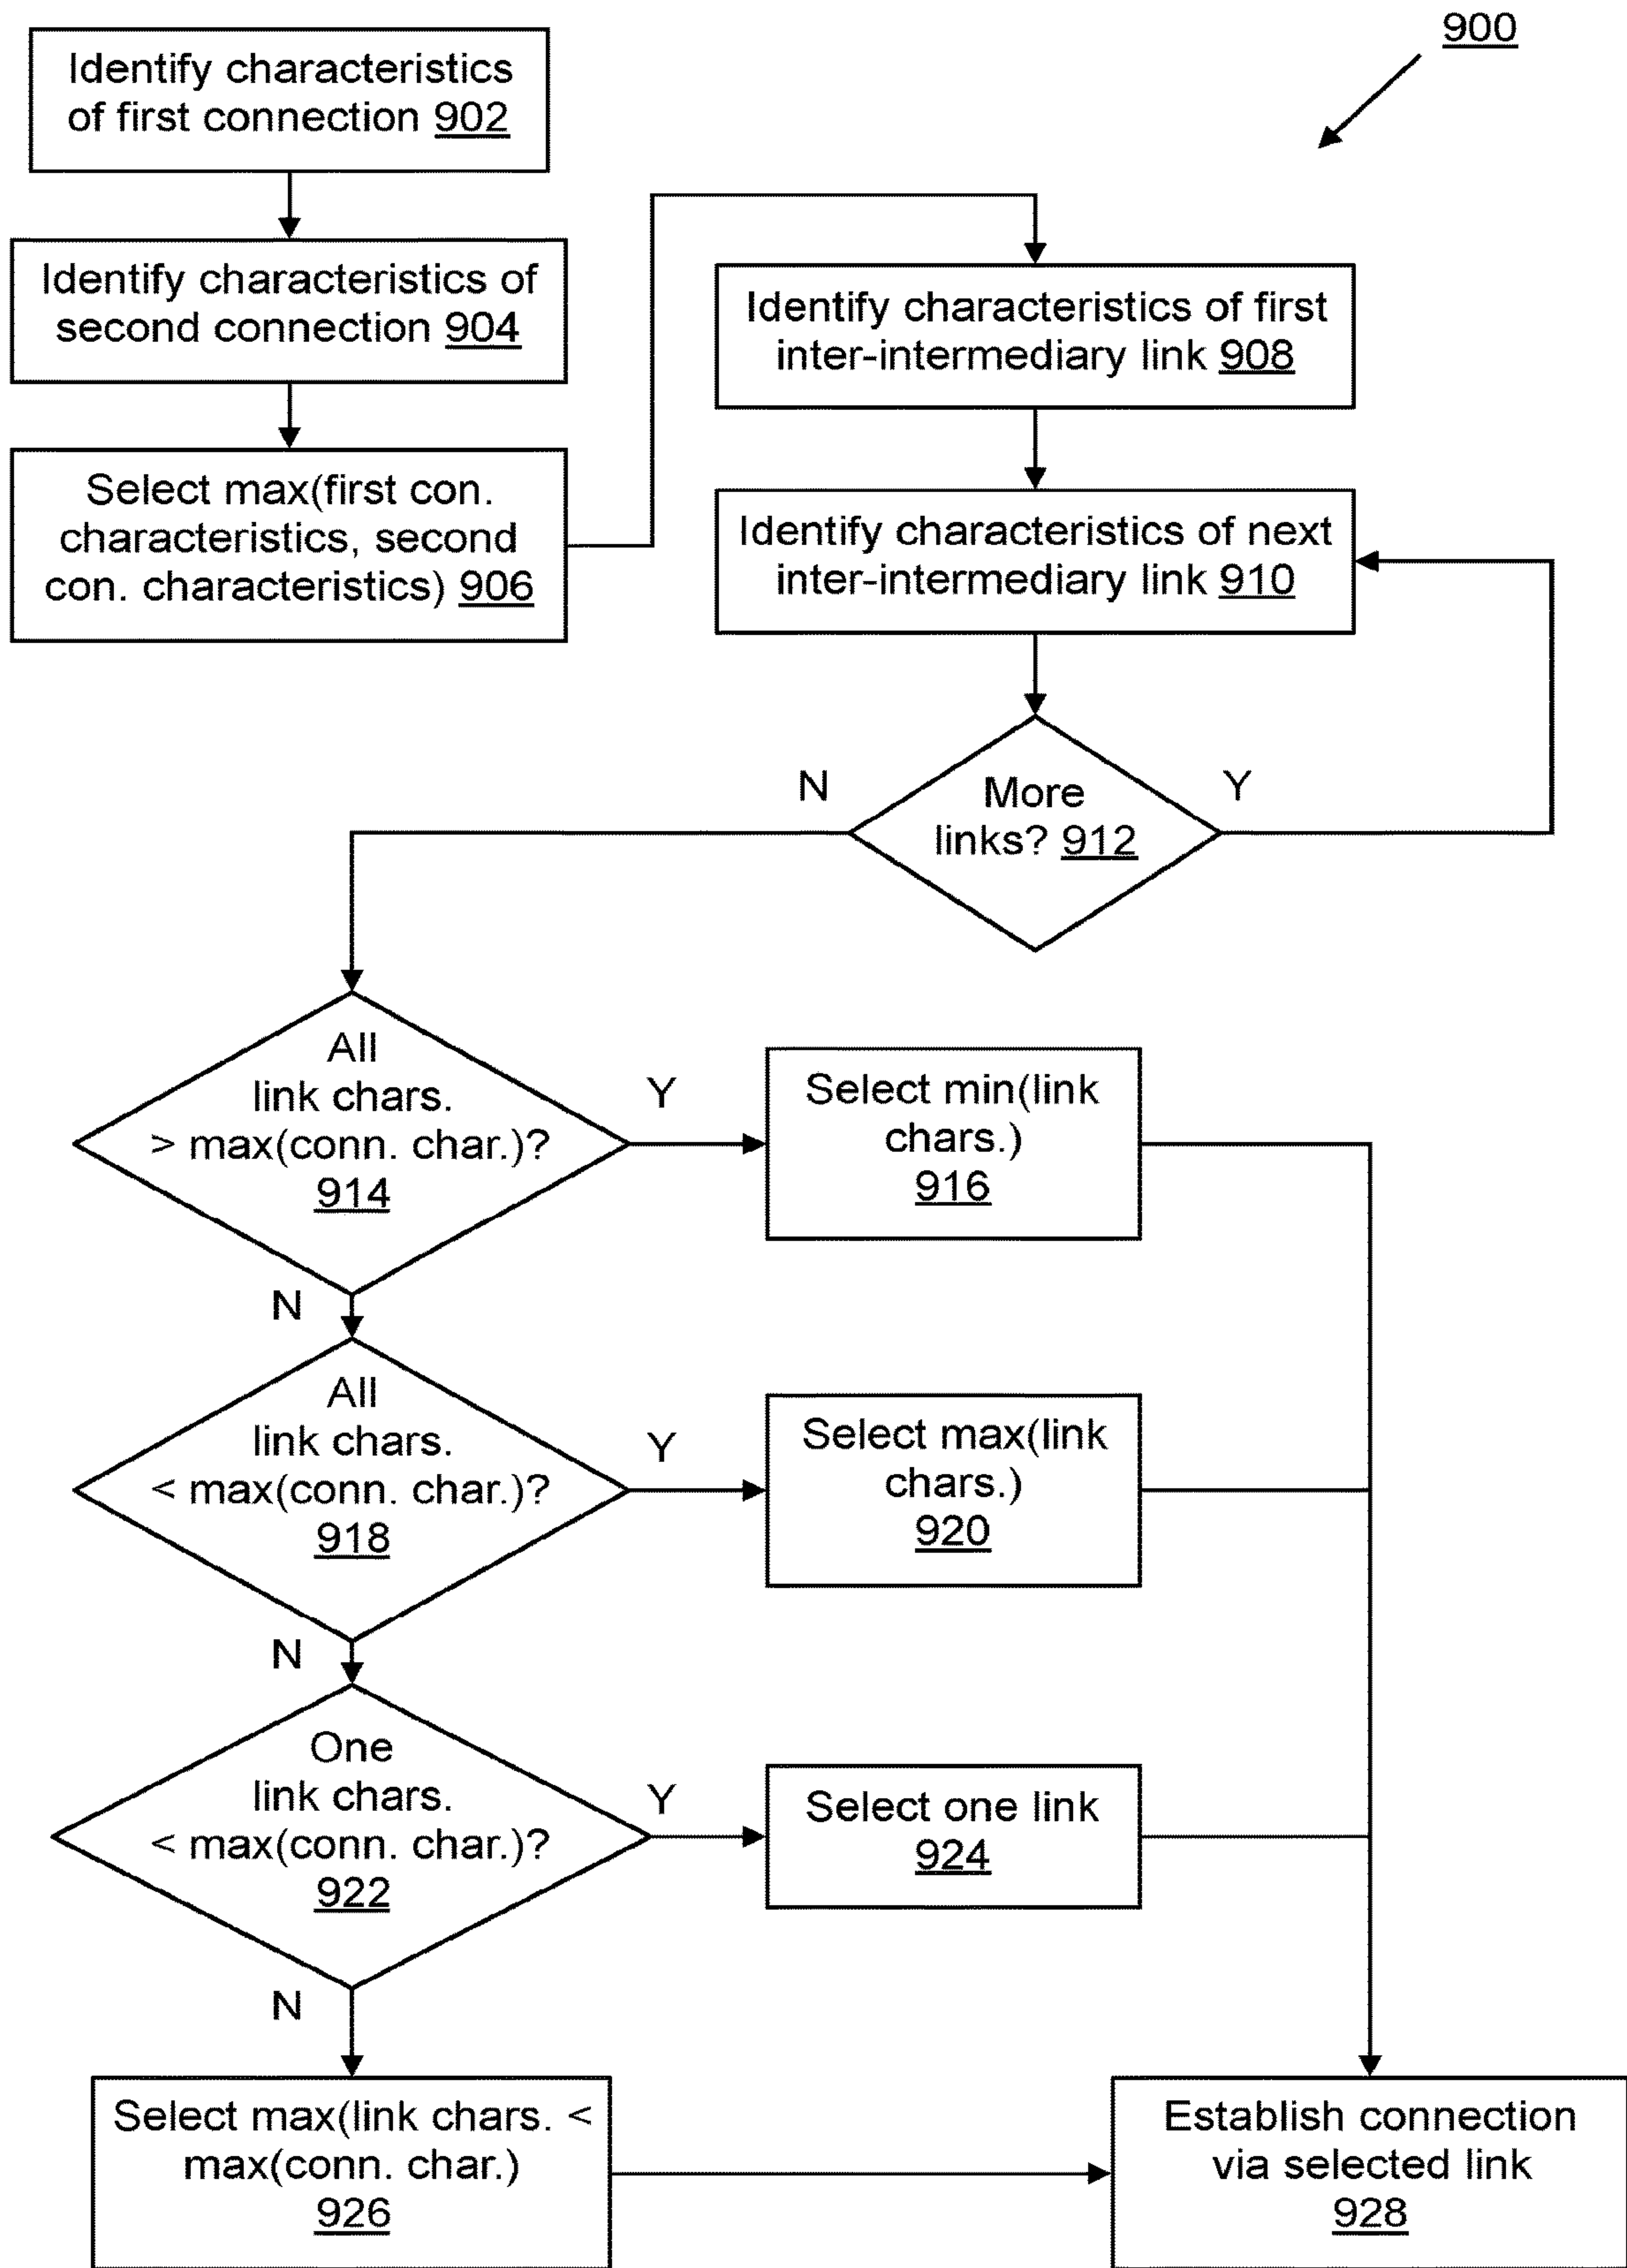 900
Identify characteristics
of first connection 902
Identify characteristics of
second connection 904
Select max(first con.
characteristics, second
con. characteristics) 906
Identify characteristics of first
inter-intermediary link 908
Identify characteristics of next
inter-intermediary link 910
More
links? 912
N
Y
All
link chars.
> max(conn. char.)?
914
Y
N
Select min(link
chars.)
916
All
link chars.
< max(conn. char.)?
918
Y
N
Select max(link
chars.)
920
One
link chars.
< max(conn. char.)?
922
Y
N
Select one link
924
Select max(link chars. <
max(conn. char.)
926
Establish connection
via selected link
928